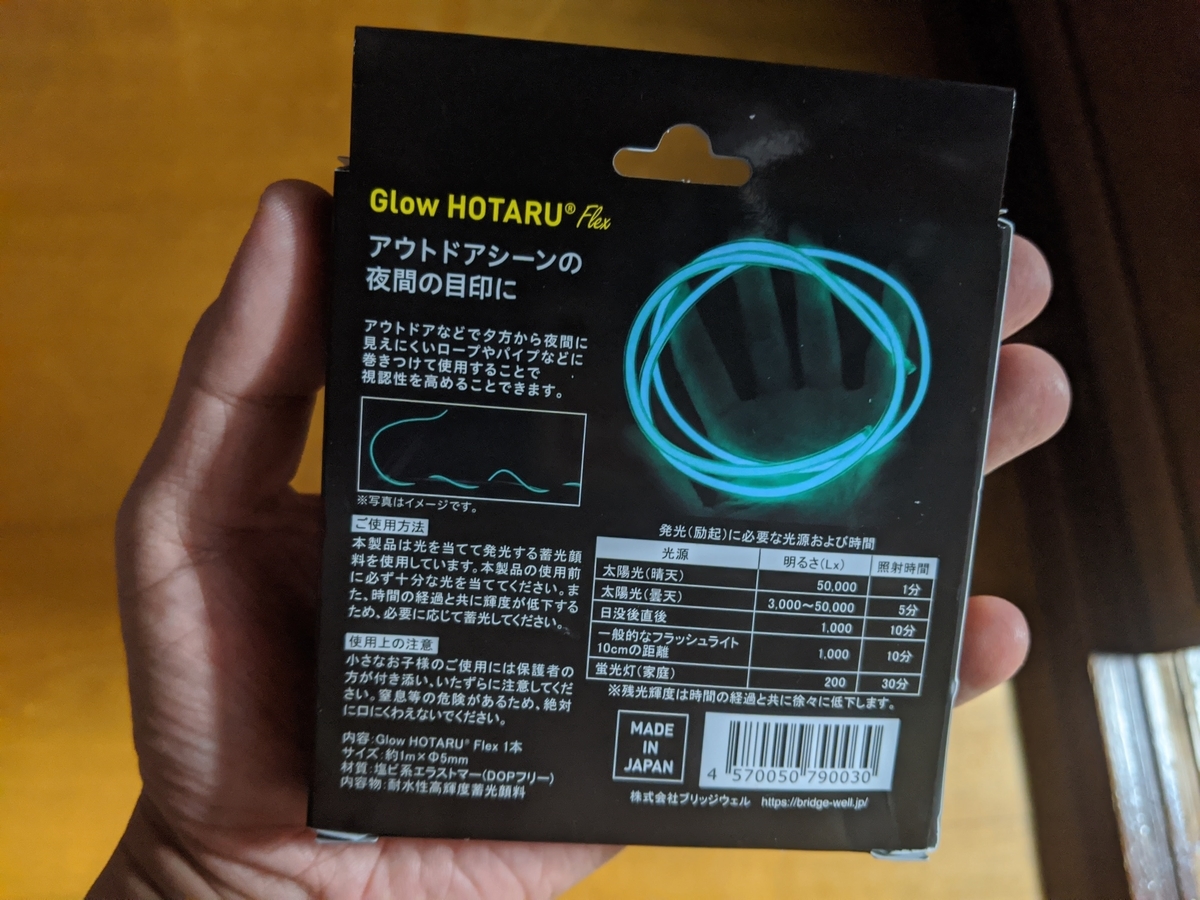 Glow HOTARU® Flex
アウトドアシーンの
夜間の目印に
アウトドアなどで夕方から夜間に
見えにくいロープやパイプなどに
巻きつけて使用することで
視認性を高めることできます。
※写真はイメージです。
ご使用方法
本製品は光を当てて発光する蓄光顔
料を使用しています。本製品の使用前
に必ず十分な光を当ててください。ま
た、時間の経過と共に輝度が低下する
ため、必要に応じて蓄光してください。
使用上の注意
小さなお子様のご使用には保護者の
方が付き添い、いたずらに注意してくだ
さい。窒息等の危険があるため、絶対
に口にくわえないでください。
内容:Glow HOTARU® Flex 1本
サイズ:約1m×Φ5mm
材質:塩ビ系エラストマー(DOPフリー)
内容物:耐水性高輝度蓄光顔料
発光(励起)に必要な光源および時間
光源 明るさ(Lx) 照射時間
太陽光(晴天) 50,000 1分
太陽光(曇天) 3,000〜50,000 5分
日没後直後 1,000 10分
一般的なフラッシュライト
10cmの距離 1,000 10分
蛍光灯(家庭) 200 30分
※残光輝度は時間の経過と共に徐々に低下します。
MADE
IN
JAPAN
4 570050 790030
株式会社ブリッジウェル https://bridge-well.jp/